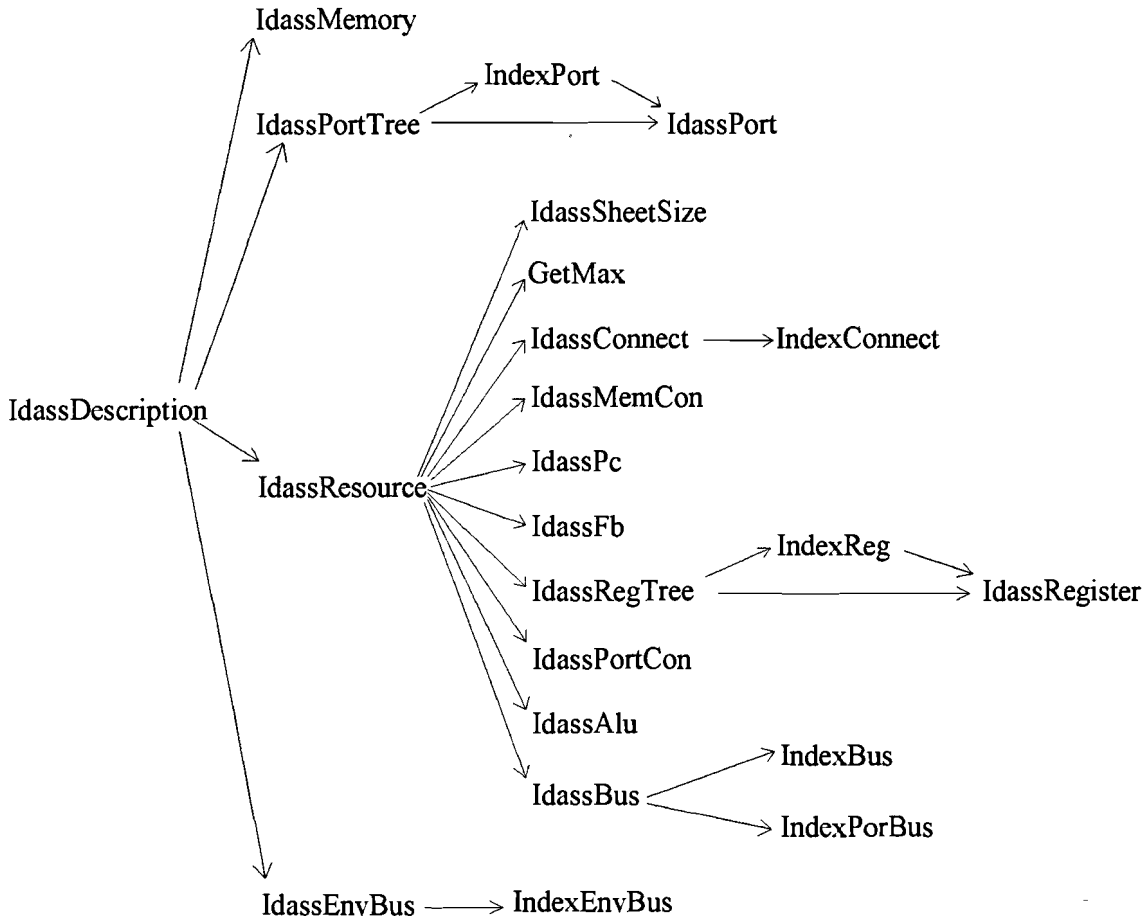 IdassMemory
IndexPort
IdassPortTree
IdassPort
IdassSheetSize
GetMax
IdassConnect
IndexConnect
IdassMemCon
IdassDescription
IdassPc
IdassResource
IdassFb
IndexReg
IdassRegTree
IdassRegister
IdassPortCon
IdassAlu
IndexBus
IdassBus
IndexPorBus
IdassEnvBus
IndexEnvBus